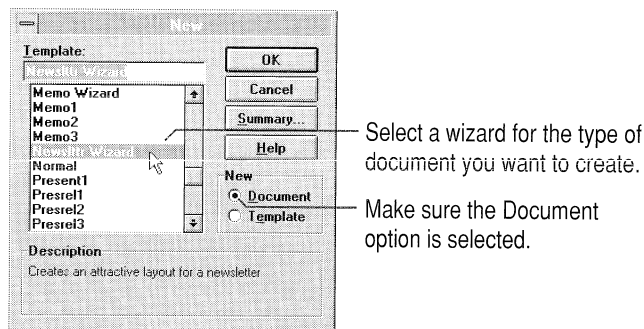 New
Template:
Newslttr Wizard
Memo Wizard
Memo1
Memo2
Memo3
Newslttr Wizard
Normal
Present1
Presrel1
Presrel2
Presrel3
OK
Cancel
Summary...
Help
New
Document
Template
Description
Creates an attractive layout for a newsletter
Select a wizard for the type of
document you want to create.
Make sure the Document
option is selected.